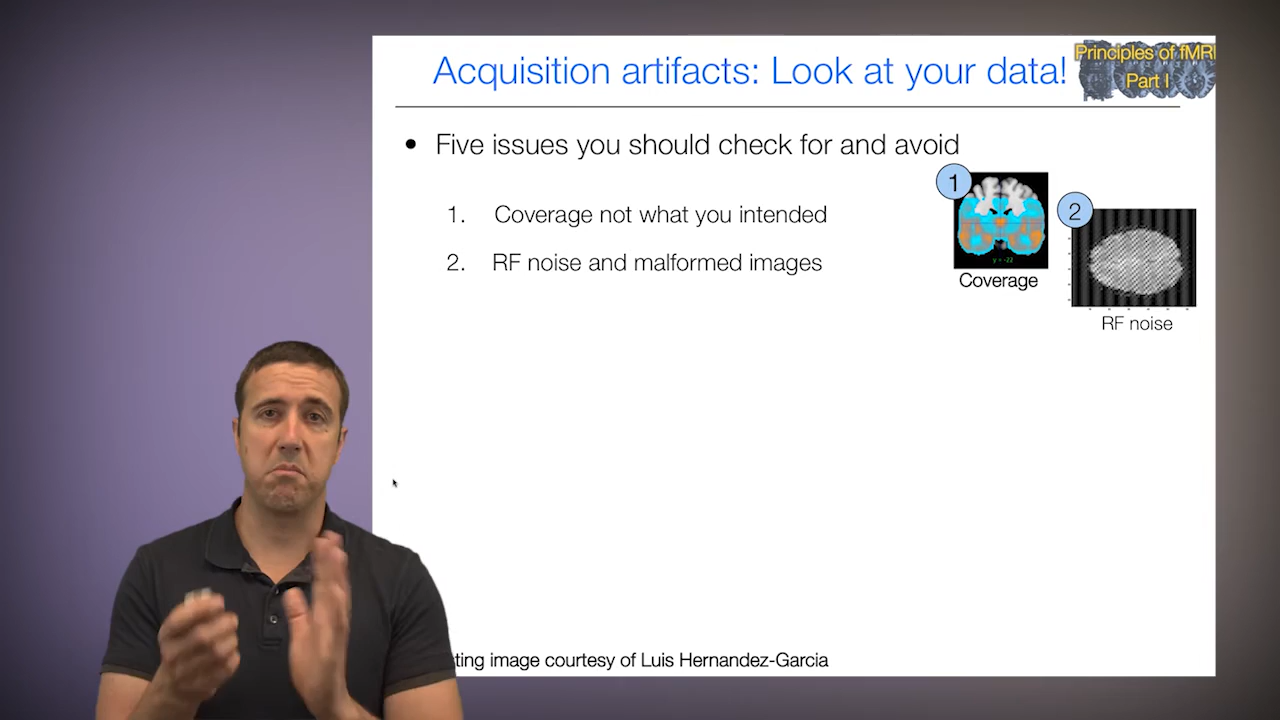 Acquisition artifacts: Look at your data!
Principles of fMRI
Part I
• Five issues you should check for and avoid
1. Coverage not what you intended
2. RF noise and malformed images
1
2
y = -22
Coverage
RF noise
image courtesy of Luis Hernandez-Garcia